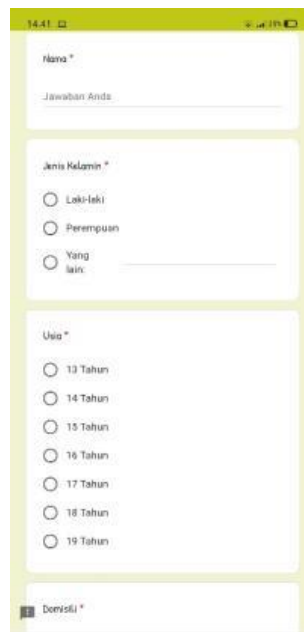 14.41
Nama *
Jawaban Anda
Jenis Kelamin *
Laki-laki
Perempuan
Yang
lain:
Usia *
13 Tahun
14 Tahun
15 Tahun
16 Tahun
17 Tahun
18 Tahun
19 Tahun
Domisili *